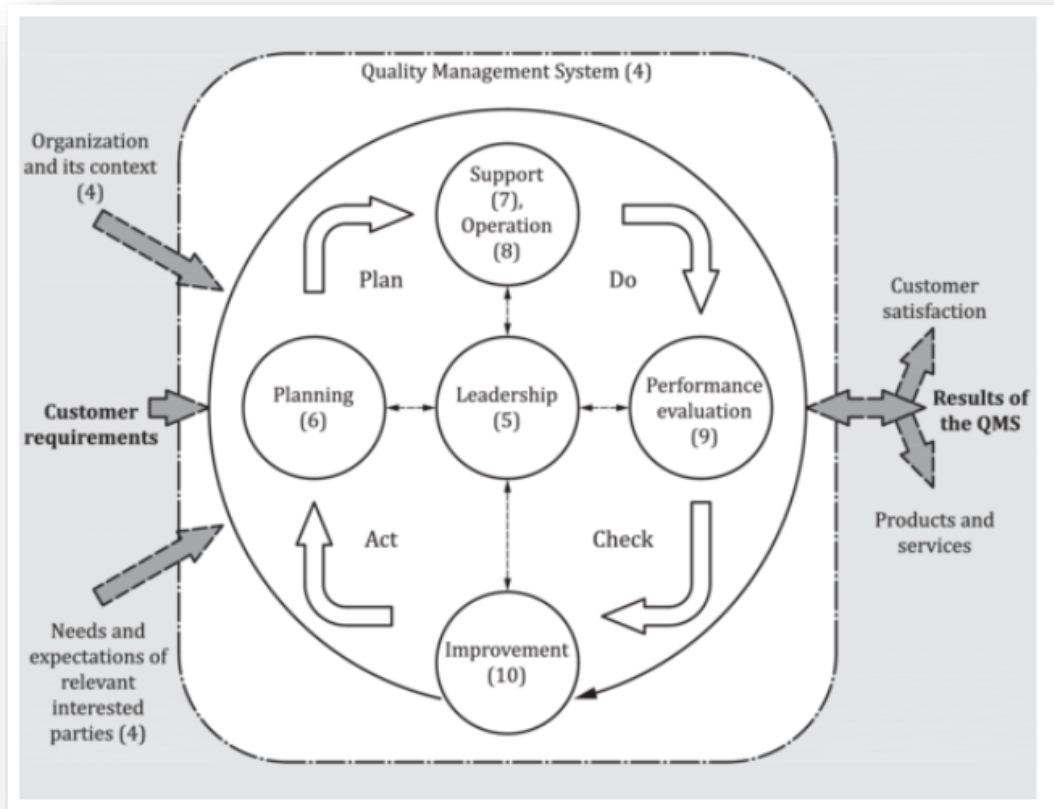 Quality Management System (4)
Organization
and its context
(4)
Support
(7),
Operation
(8)
Plan
Do
Customer
satisfaction
Planning
(6)
Leadership
(5)
Performance
evaluation
(9)
Customer
requirements
Results of
the QMS
Act
Check
Products and
services
Needs and
expectations of
relevant
interested
parties (4)
Improvement
(10)